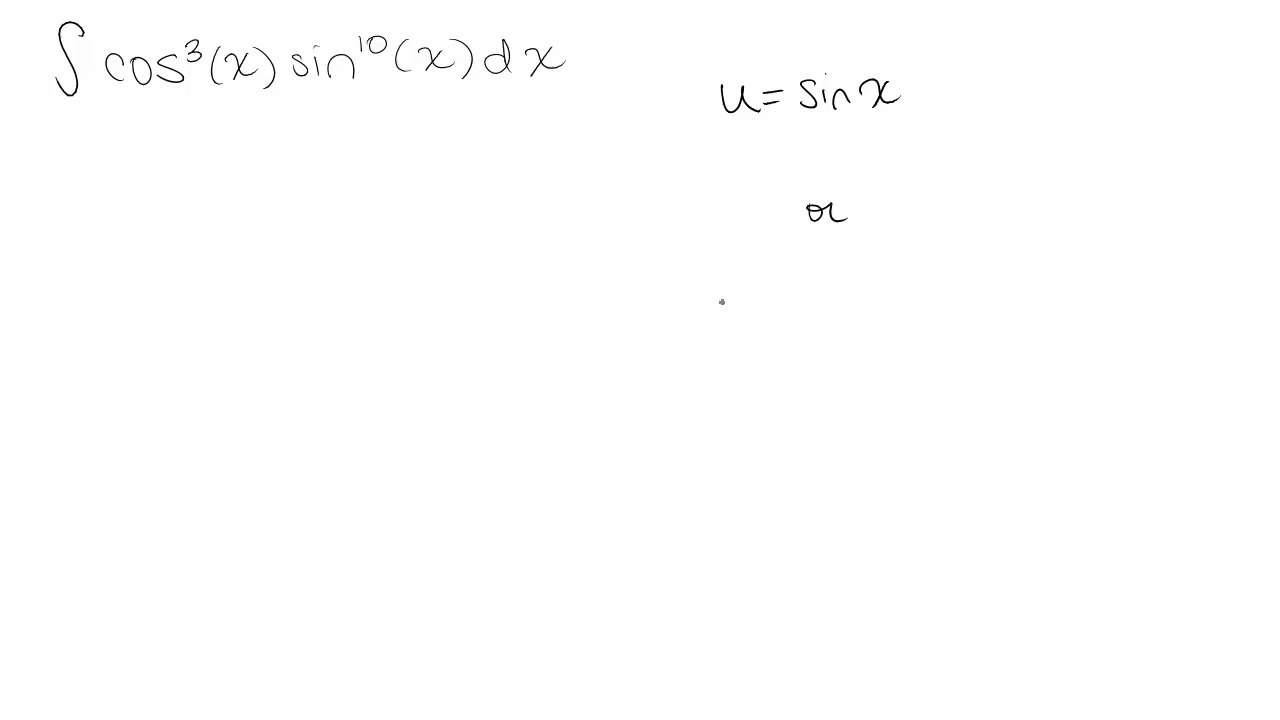 ∫ cos³(x) sin¹⁰(x) dx
u = sin x
or